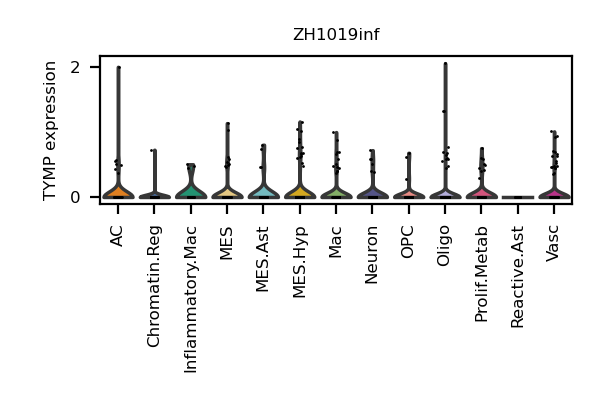 ZH1019inf
TYMP expression
2
0
AC
Chromatin.Reg
Inflammatory.Mac
MES
MES.Ast
MES.Hyp
Mac
Neuron
OPC
Oligo
Prolif.Metab
Reactive.Ast
Vasc